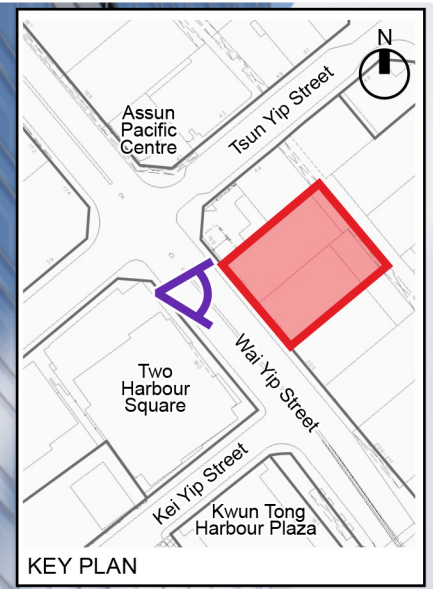 N
Assun
Pacific
Centre
Tsun Yip Street
Wai Yip Street
Two
Harbour
Square
Kei Yip Street
Kwun Tong
Harbour Plaza
KEY PLAN